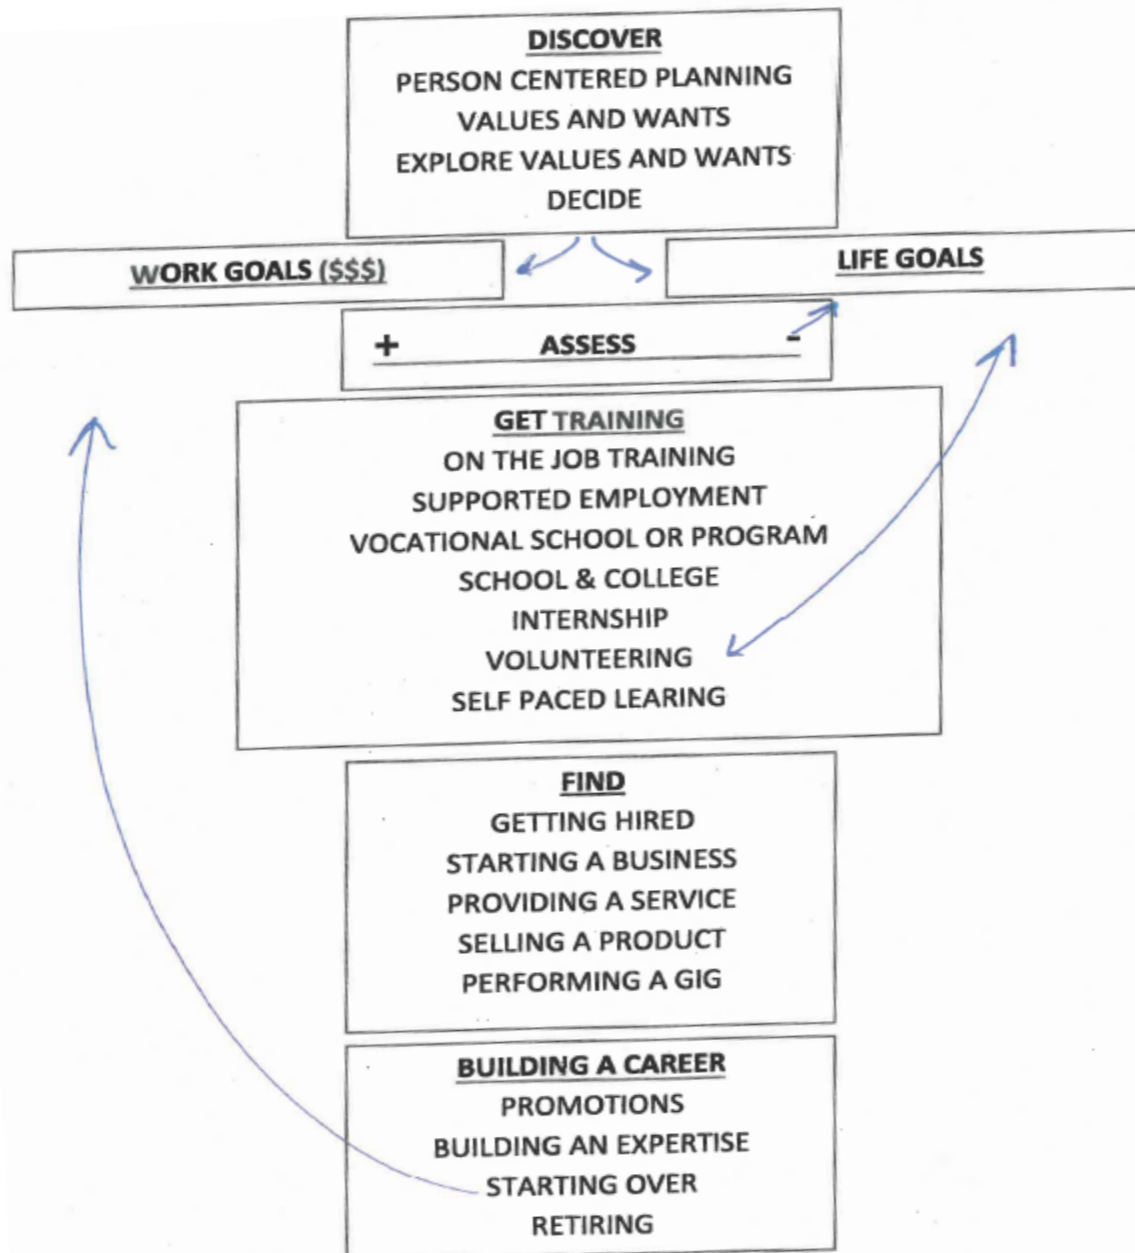 DISCOVER
PERSON CENTERED PLANNING
VALUES AND WANTS
EXPLORE VALUES AND WANTS
DECIDE
WORK GOALS ($$$)
LIFE GOALS
+ ASSESS -
GET TRAINING
ON THE JOB TRAINING
SUPPORTED EMPLOYMENT
VOCATIONAL SCHOOL OR PROGRAM
SCHOOL & COLLEGE
INTERNSHIP
VOLUNTEERING
SELF PACED LEARING
FIND
GETTING HIRED
STARTING A BUSINESS
PROVIDING A SERVICE
SELLING A PRODUCT
PERFORMING A GIG
BUILDING A CAREER
PROMOTIONS
BUILDING AN EXPERTISE
STARTING OVER
RETIRING